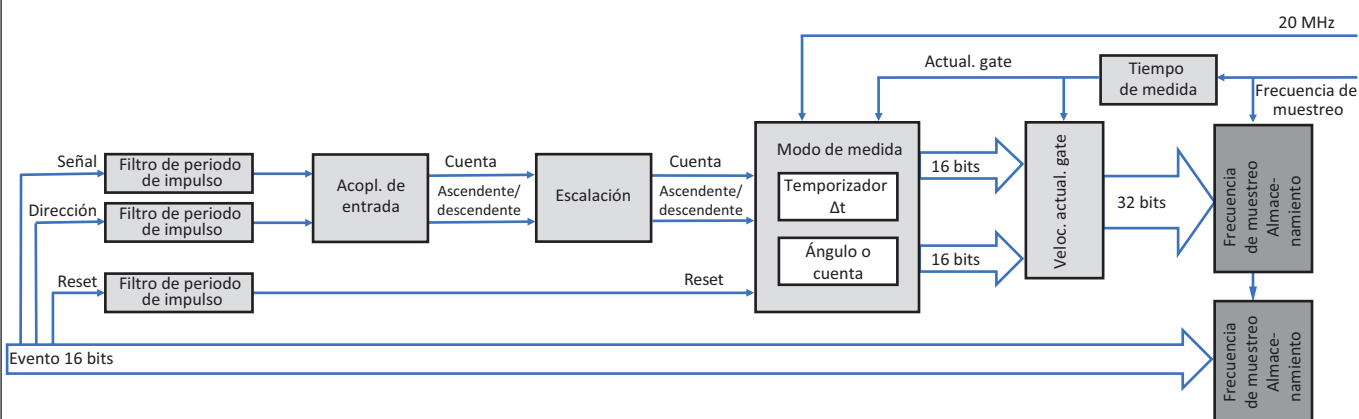 20 MHz
Actual. gate
Tiempo
de medida
Frecuencia de
muestreo
Señal
Filtro de periodo
de impulso
Dirección
Filtro de periodo
de impulso
Reset
Filtro de periodo
de impulso
Acopl. de
entrada
Cuenta
Ascendente/
descendente
Escalación
Cuenta
Ascendente/
descendente
Reset
Modo de medida
Temporizador
Δt
Ángulo o
cuenta
16 bits
16 bits
Veloc. actual. gate
32 bits
Frecuencia
de muestreo
Almace-
namiento
Frecuencia
de muestreo
Almace-
namiento
Evento 16 bits